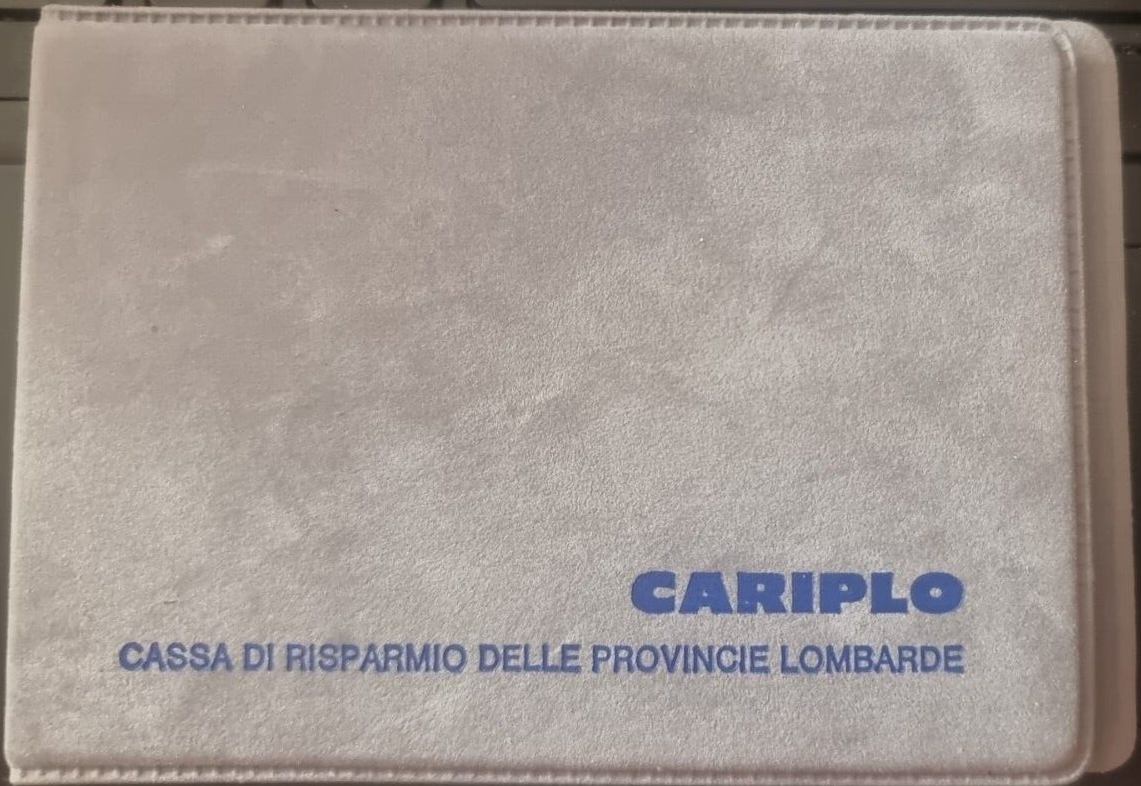 CARIPLO
CASSA DI RISPARMIO DELLE PROVINCIE LOMBARDE